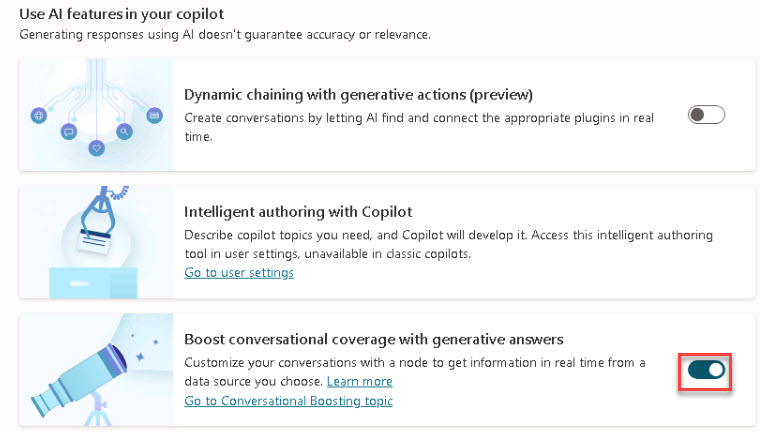 Use AI features in your copilot
Generating responses using AI doesn't guarantee accuracy or relevance.
Dynamic chaining with generative actions (preview)
Create conversations by letting AI find and connect the appropriate plugins in real
time.
Intelligent authoring with Copilot
Describe copilot topics you need, and Copilot will develop it. Access this intelligent authoring
tool in user settings, unavailable in classic copilots.
Go to user settings
Boost conversational coverage with generative answers
Customize your conversations with a node to get information in real time from a
data source you choose. Learn more
Go to Conversational Boosting topic